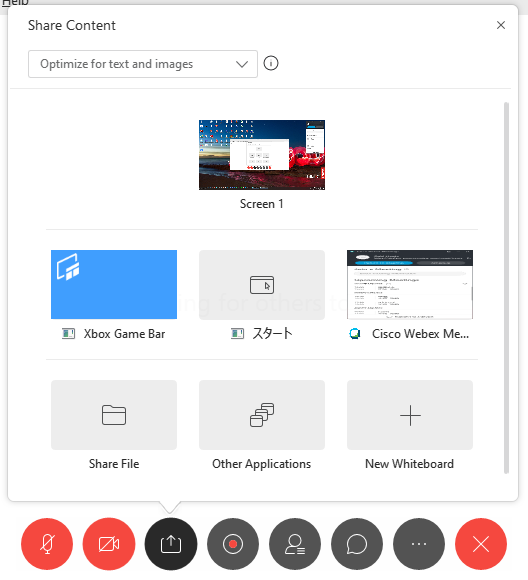 Help
Share Content
Optimize for text and images
Screen 1
Xbox Game Bar
スタート
Cisco Webex Me...
Share File
Other Applications
New Whiteboard